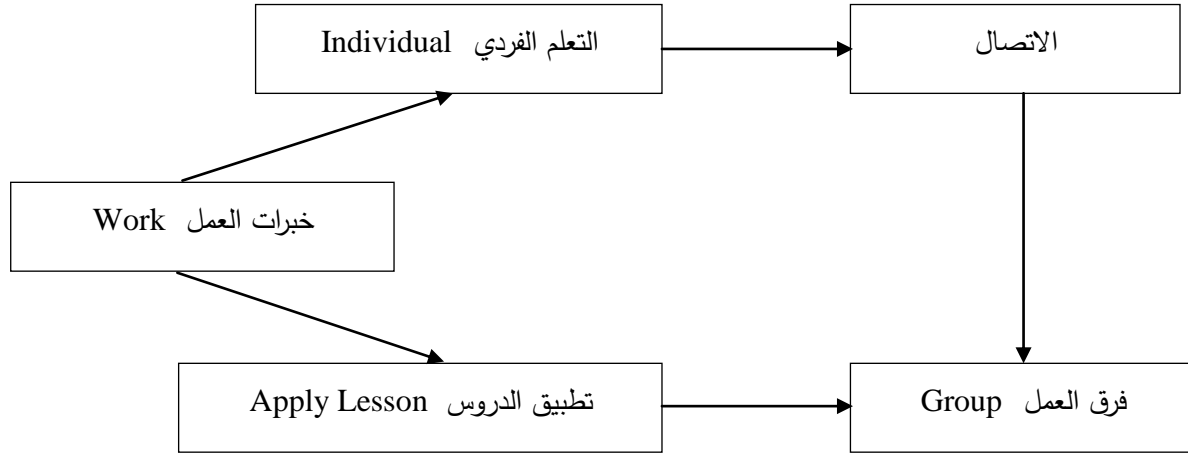 التعلم الفردي Individual
الاتصال
خبرات العمل Work
تطبيق الدروس Apply Lesson
فرق العمل Group